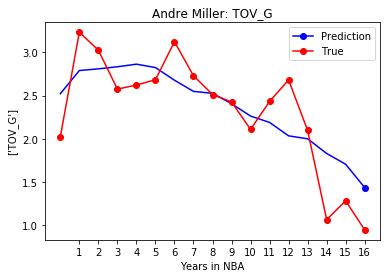 Andre Miller: TOV_G
Prediction
True
3.0
2.5
2.0
1.5
1.0
['TOV_G']
1 2 3 4 5 6 7 8 9 10 11 12 13 14 15 16
Years in NBA